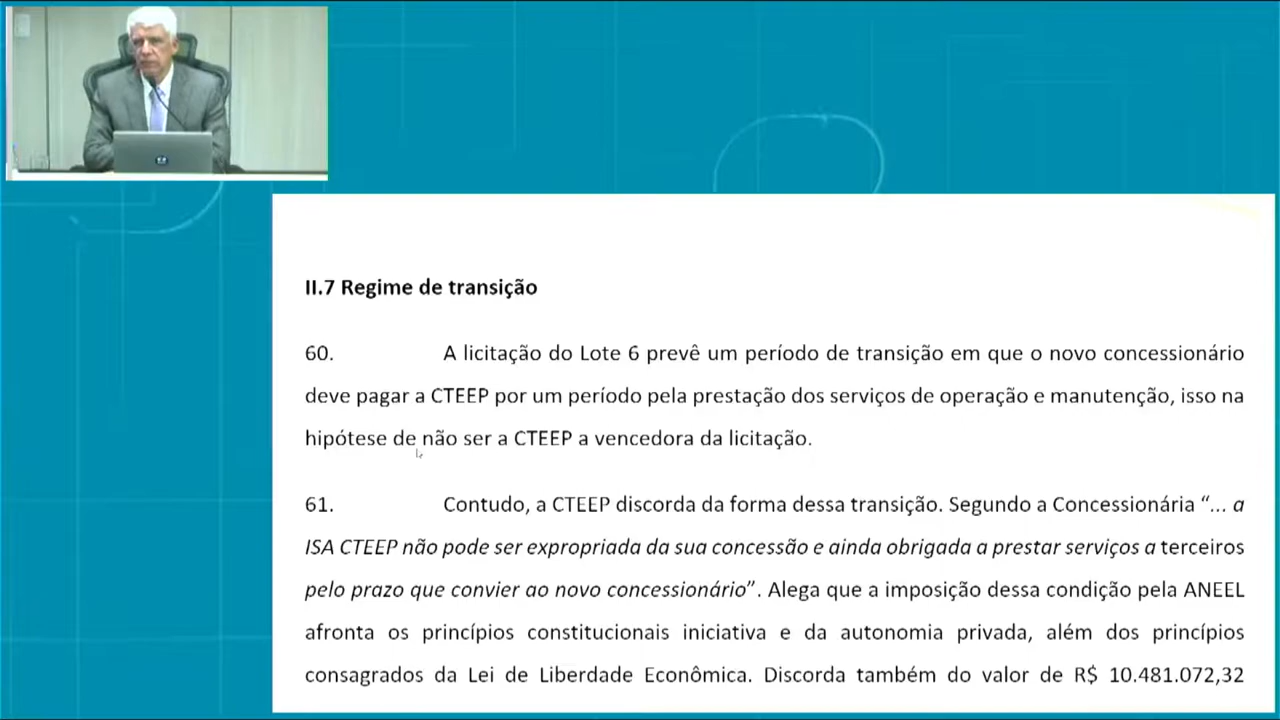 II.7 Regime de transição
60. A licitação do Lote 6 prevê um período de transição em que o novo concessionário
deve pagar a CTEEP por um período pela prestação dos serviços de operação e manutenção, isso na
hipótese de não ser a CTEEP a vencedora da licitação.
61. Contudo, a CTEEP discorda da forma dessa transição. Segundo a Concessionária “... a
ISA CTEEP não pode ser expropriada da sua concessão e ainda obrigada a prestar serviços a terceiros
pelo prazo que convier ao novo concessionário”. Alega que a imposição dessa condição pela ANEEL
afronta os princípios constitucionais iniciativa e da autonomia privada, além dos princípios
consagrados da Lei de Liberdade Econômica. Discorda também do valor de R$ 10.481.072,32